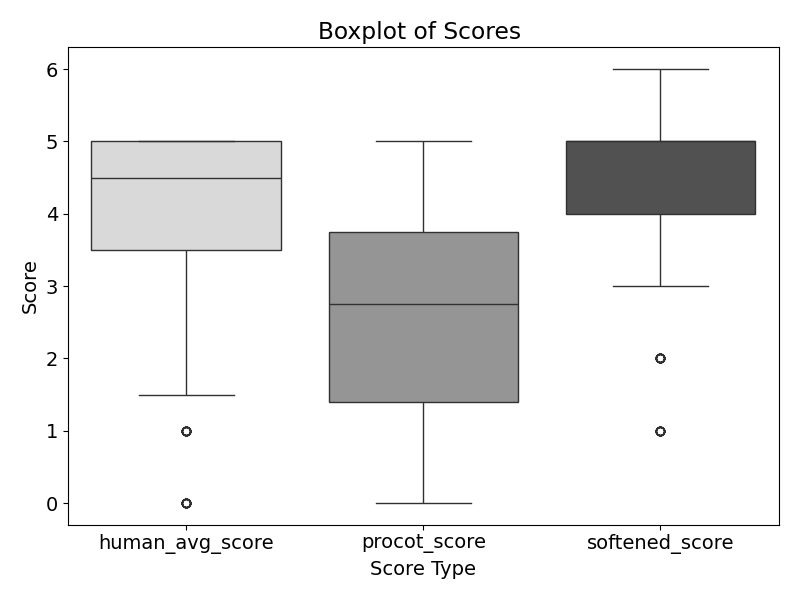 Boxplot of Scores
Score
6
5
4
3
2
1
0
human_avg_score
procot_score
softened_score
Score Type